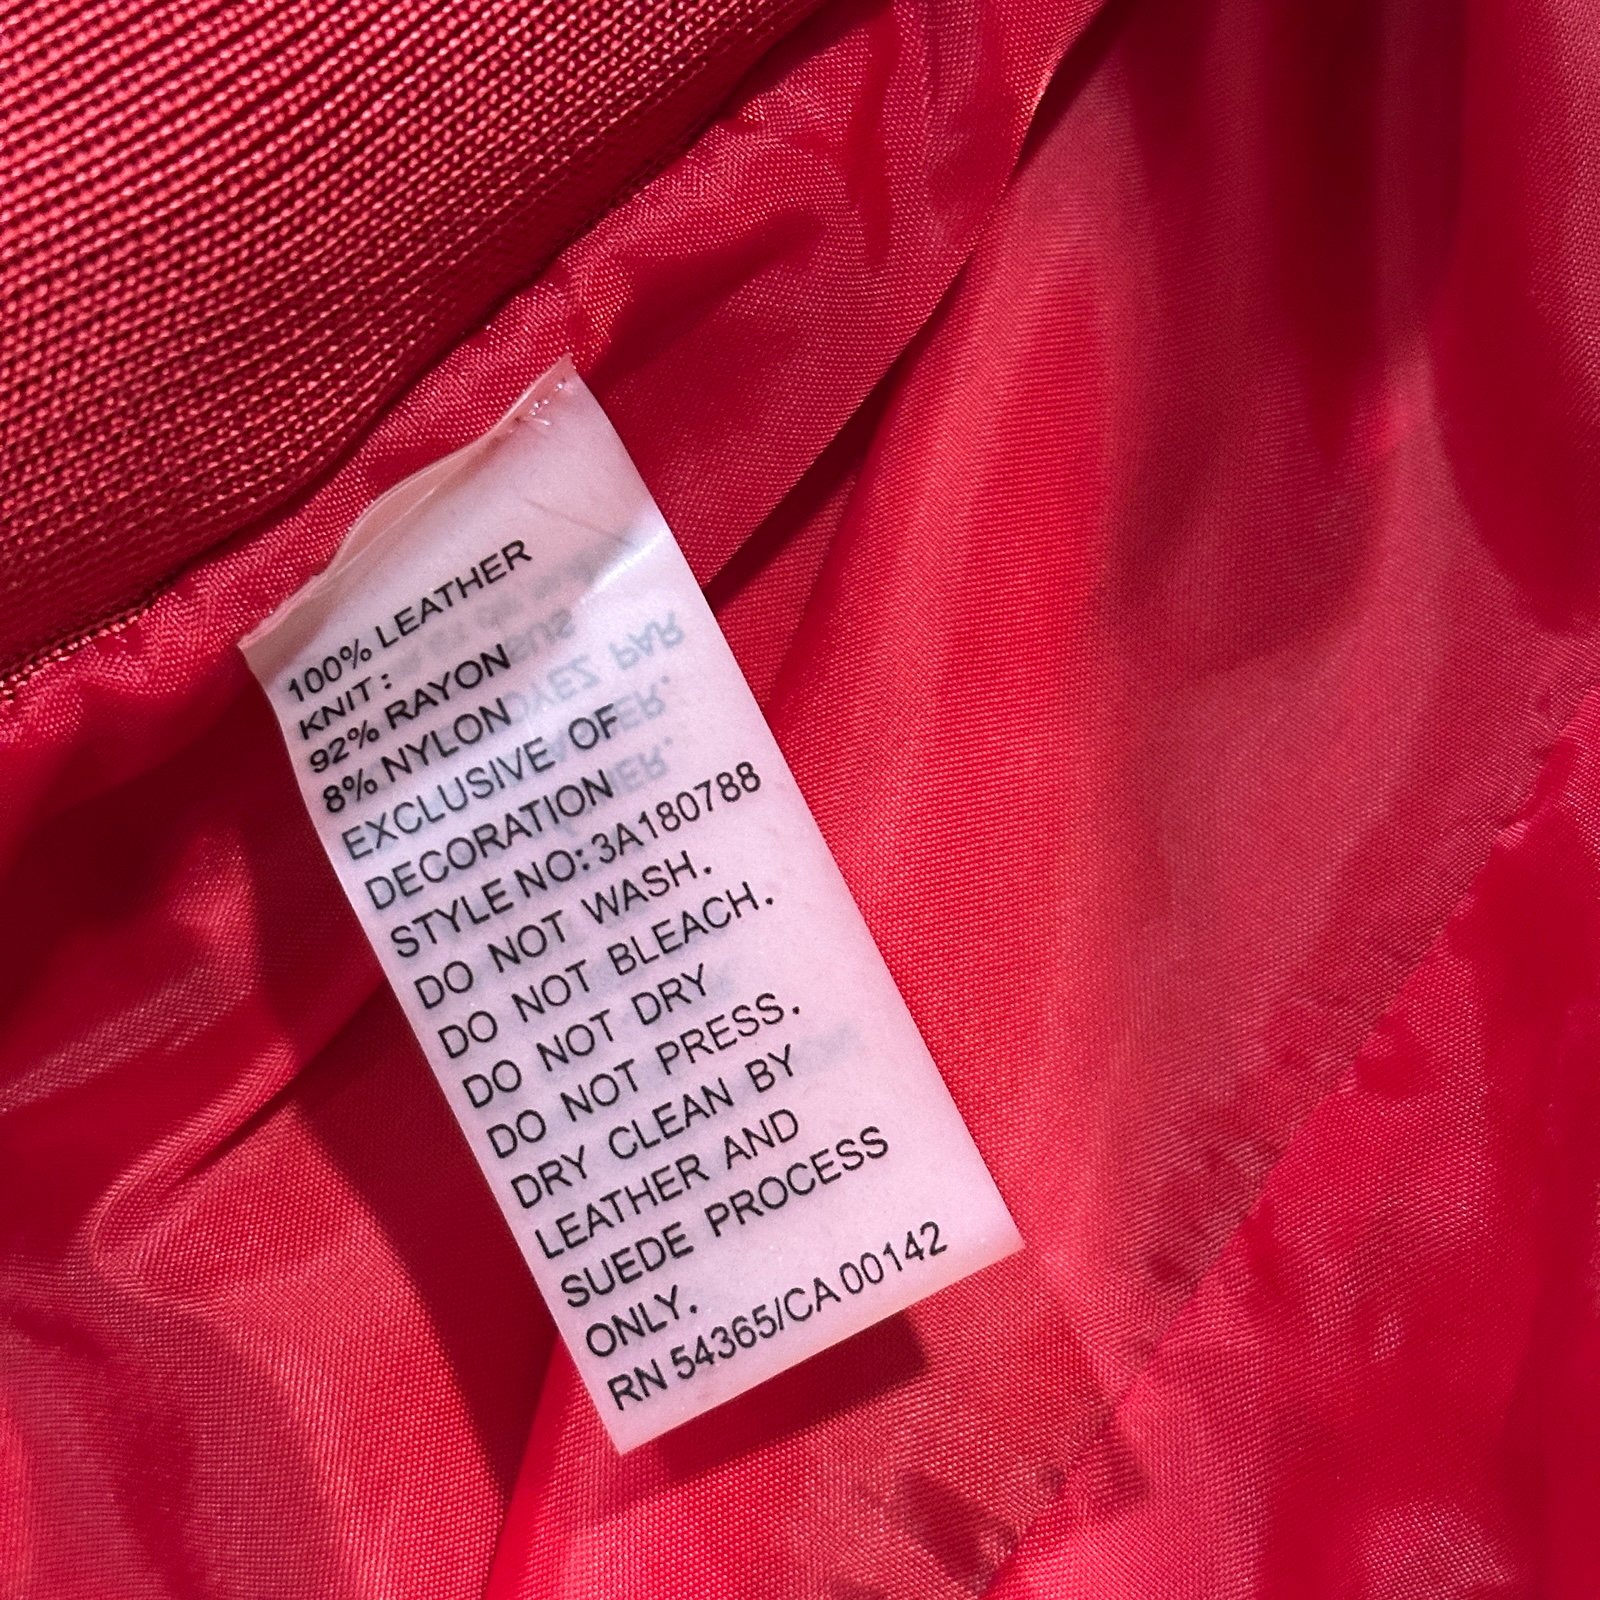 100% LEATHER
KNIT:
92% RAYON
8% NYLON
EXCLUSIVE OF
DECORATION
STYLE NO:3A180788
DO NOT WASH.
DO NOT BLEACH.
DO NOT DRY
DO NOT PRESS.
DRY CLEAN BY
LEATHER AND
SUEDE PROCESS
ONLY.
RN 54365/CA 00142